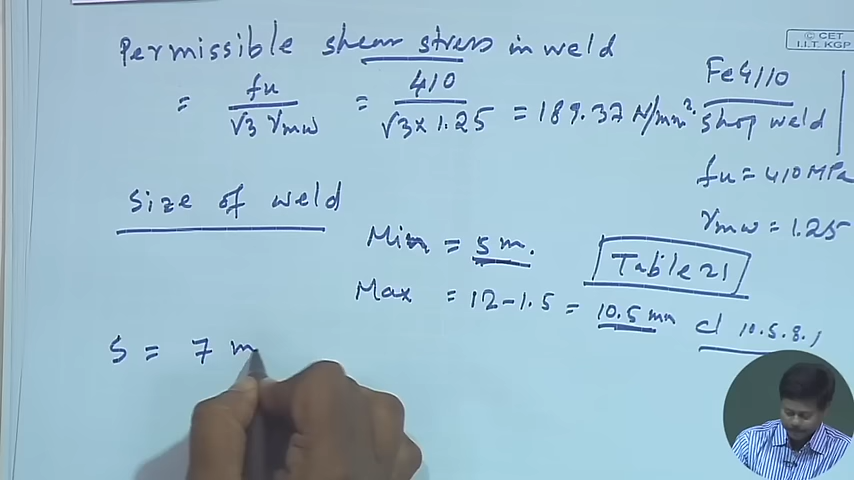 © CET
I.I.T. KGP
Permissible shear stress in weld
= fu / √3 γmw = 410 / √3 × 1.25 = 189.37 N/mm².
Fe410
shop weld
fu = 410 MPa
γmw = 1.25
Size of weld
Min = 5 m.
Table 21
Max = 12 - 1.5 = 10.5 mm cl 10.5.8.1
S = 7 m